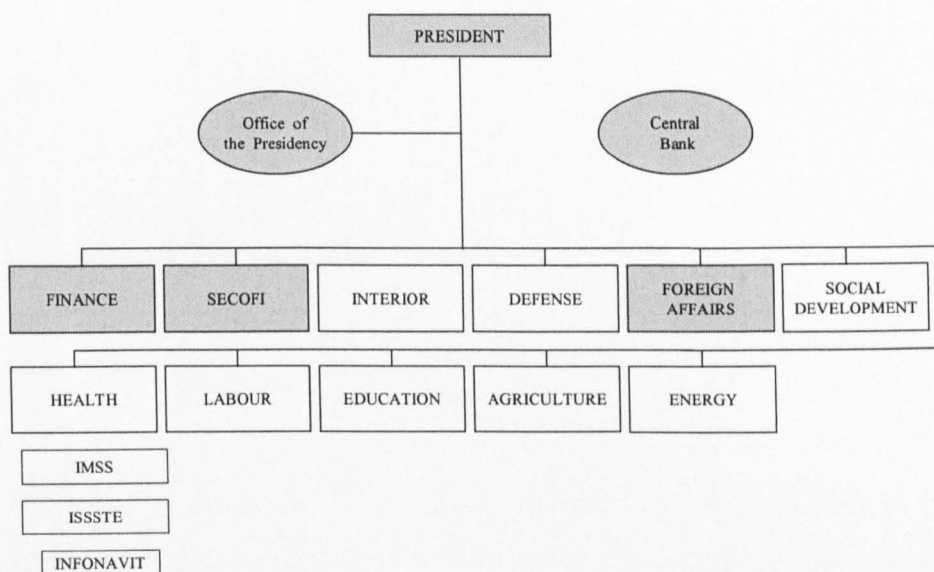 PRESIDENT
Office of
the Presidency
Central
Bank
FINANCE
SECOFI
INTERIOR
DEFENSE
FOREIGN
AFFAIRS
SOCIAL
DEVELOPMENT
HEALTH
LABOUR
EDUCATION
AGRICULTURE
ENERGY
IMSS
ISSSTE
INFONAVIT